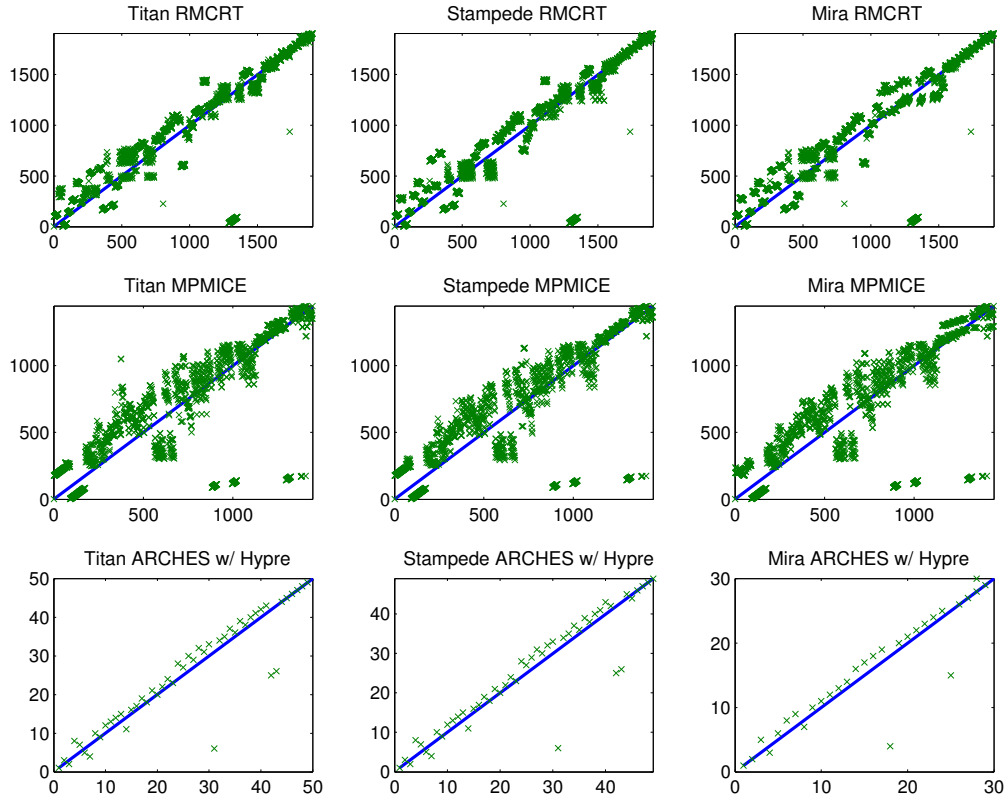 Titan RMCRT
Stampede RMCRT
Mira RMCRT
1500
1000
500
0
0 500 1000 1500
1500
1000
500
0
0 500 1000 1500
1500
1000
500
0
0 500 1000 1500
Titan MPMICE
Stampede MPMICE
Mira MPMICE
1000
500
0
0 500 1000
1000
500
0
0 500 1000
1000
500
0
0 500 1000
Titan ARCHES w/ Hypre
Stampede ARCHES w/ Hypre
Mira ARCHES w/ Hypre
50
40
30
20
10
0
0 10 20 30 40 50
40
30
20
10
0
0 10 20 30 40
30
20
10
0
0 10 20 30